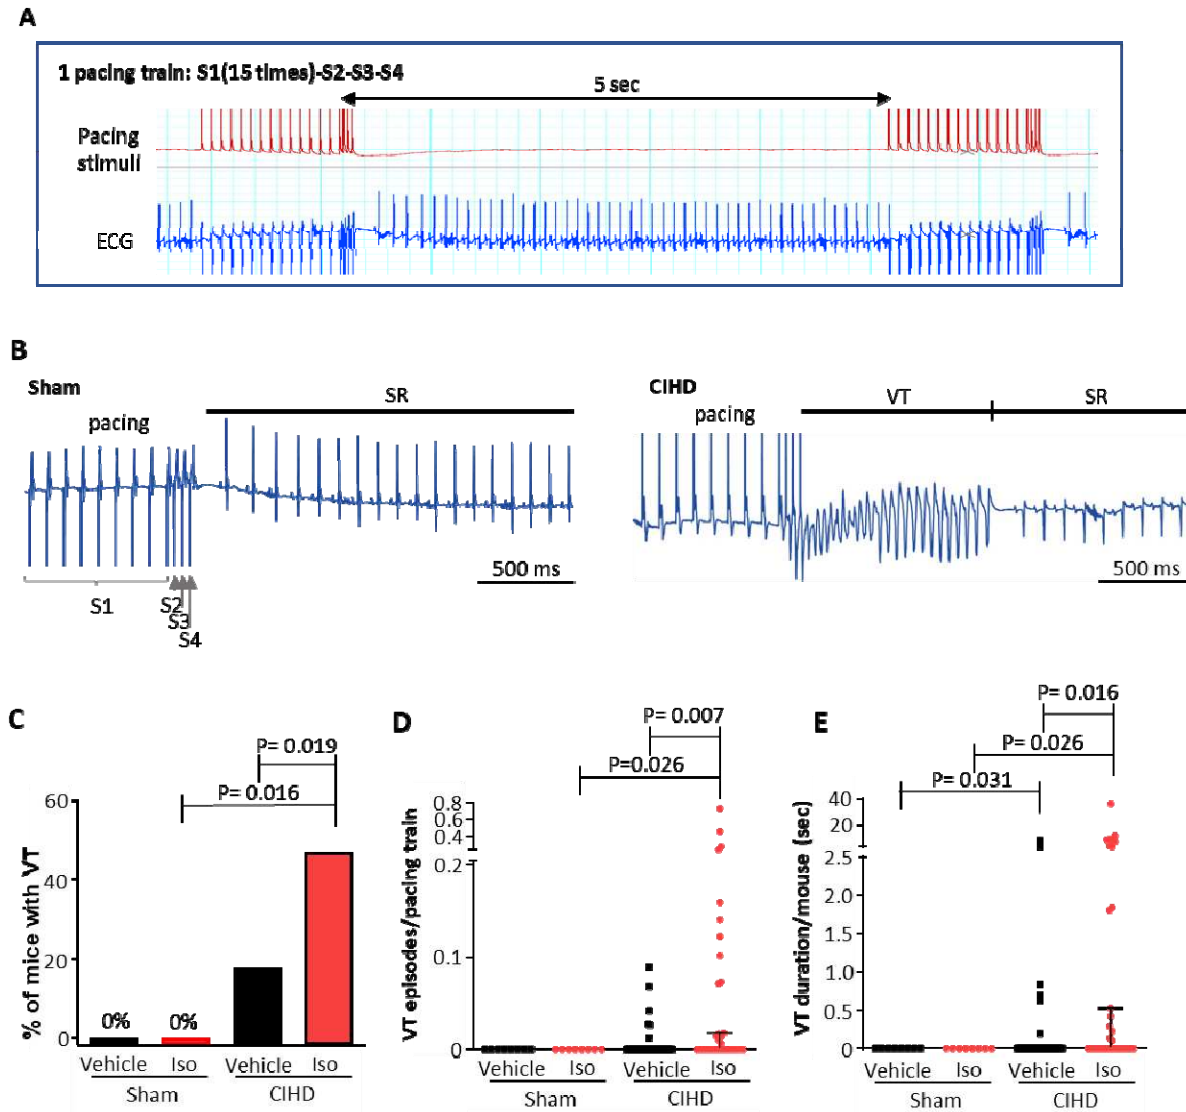 A
1 pacing train: S1(15 times)-S2-S3-S4
5 sec
Pacing
stimuli
ECG
B
Sham
CIHD
pacing
SR
pacing
VT
SR
500 ms
500 ms
S1
S2
S3
S4
C
P= 0.019
P= 0.016
% of mice with VT
60
40
20
0
0%
0%
Vehicle
Iso
Vehicle
Iso
Sham
CIHD
D
P= 0.007
P=0.026
VT episodes/pacing train
0.8
0.6
0.4
0.2
0.1
0
Vehicle
Iso
Vehicle
Iso
Sham
CIHD
E
P= 0.016
P= 0.026
P= 0.031
VT duration/mouse (sec)
40
20
2.5
2.0
1.5
1.0
0.5
0
Vehicle
Iso
Vehicle
Iso
Sham
CIHD